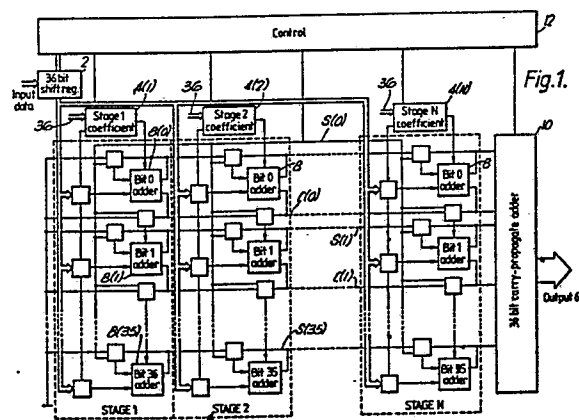 Control
12
Fig.1.
36 bit shift reg.
2
Input data
36
Stage 1 coefficient
4(1)
36
Stage 2 coefficient
4(2)
36
Stage N coefficient
4(N)
S(0)
10
8(0)
Bit 0 adder
Bit 0 adder
8
C(0)
Bit 0 adder
8
Bit 1 adder
8(1)
Bit 1 adder
S(1)
C(1)
Bit 1 adder
36 bit carry-propagate adder
Output 6
8(35)
S(35)
Bit 36 adder
Bit 35 adder
Bit 35 adder
STAGE 1
STAGE 2
STAGE N